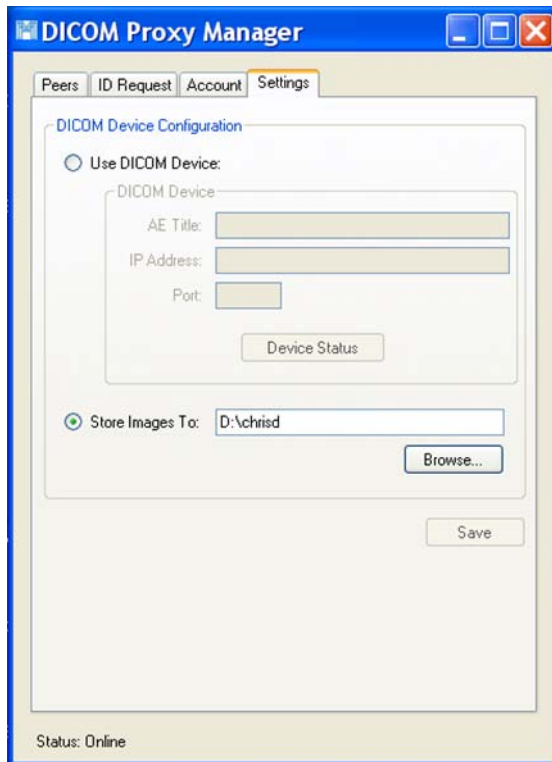 DICOM Proxy Manager
Peers ID Request Account Settings
DICOM Device Configuration
Use DICOM Device:
DICOM Device
AE Title:
IP Address:
Port:
Device Status
Store Images To: D:\chrisd
Browse...
Save
Status: Online